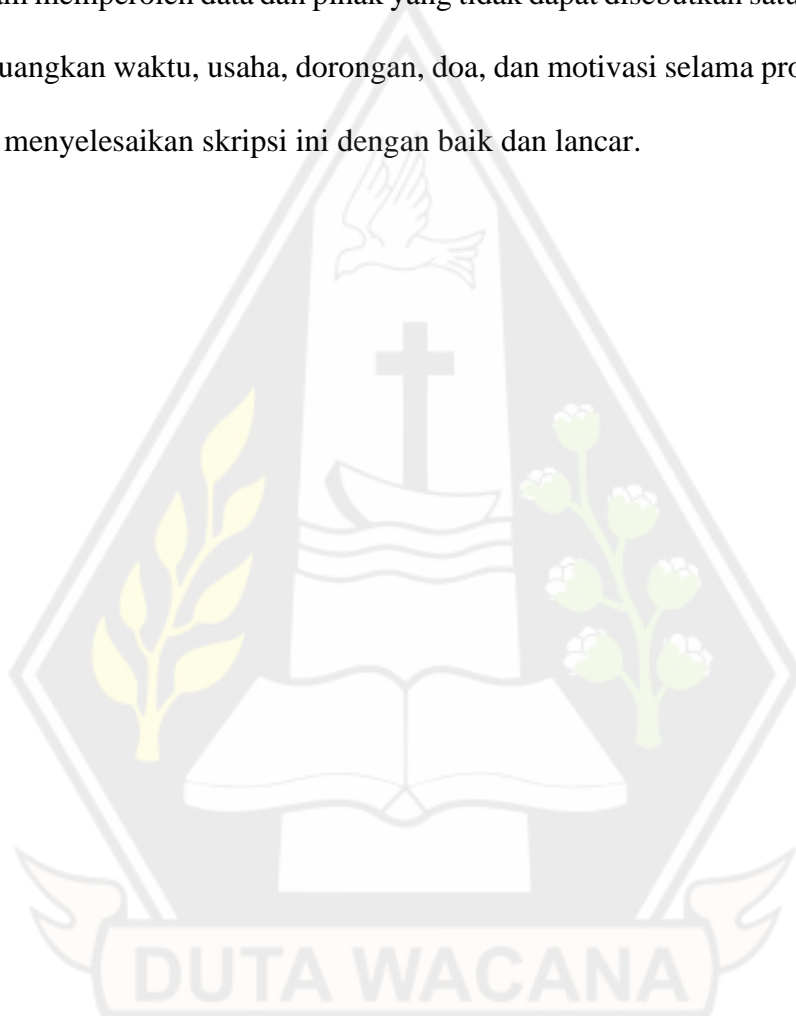 memperoleh data dan pihak yang tidak dapat disebutkan satu
uangkan waktu, usaha, dorongan, doa, dan motivasi selama
menyelesaikan skripsi ini dengan baik dan lancar.
DUTA WACANA